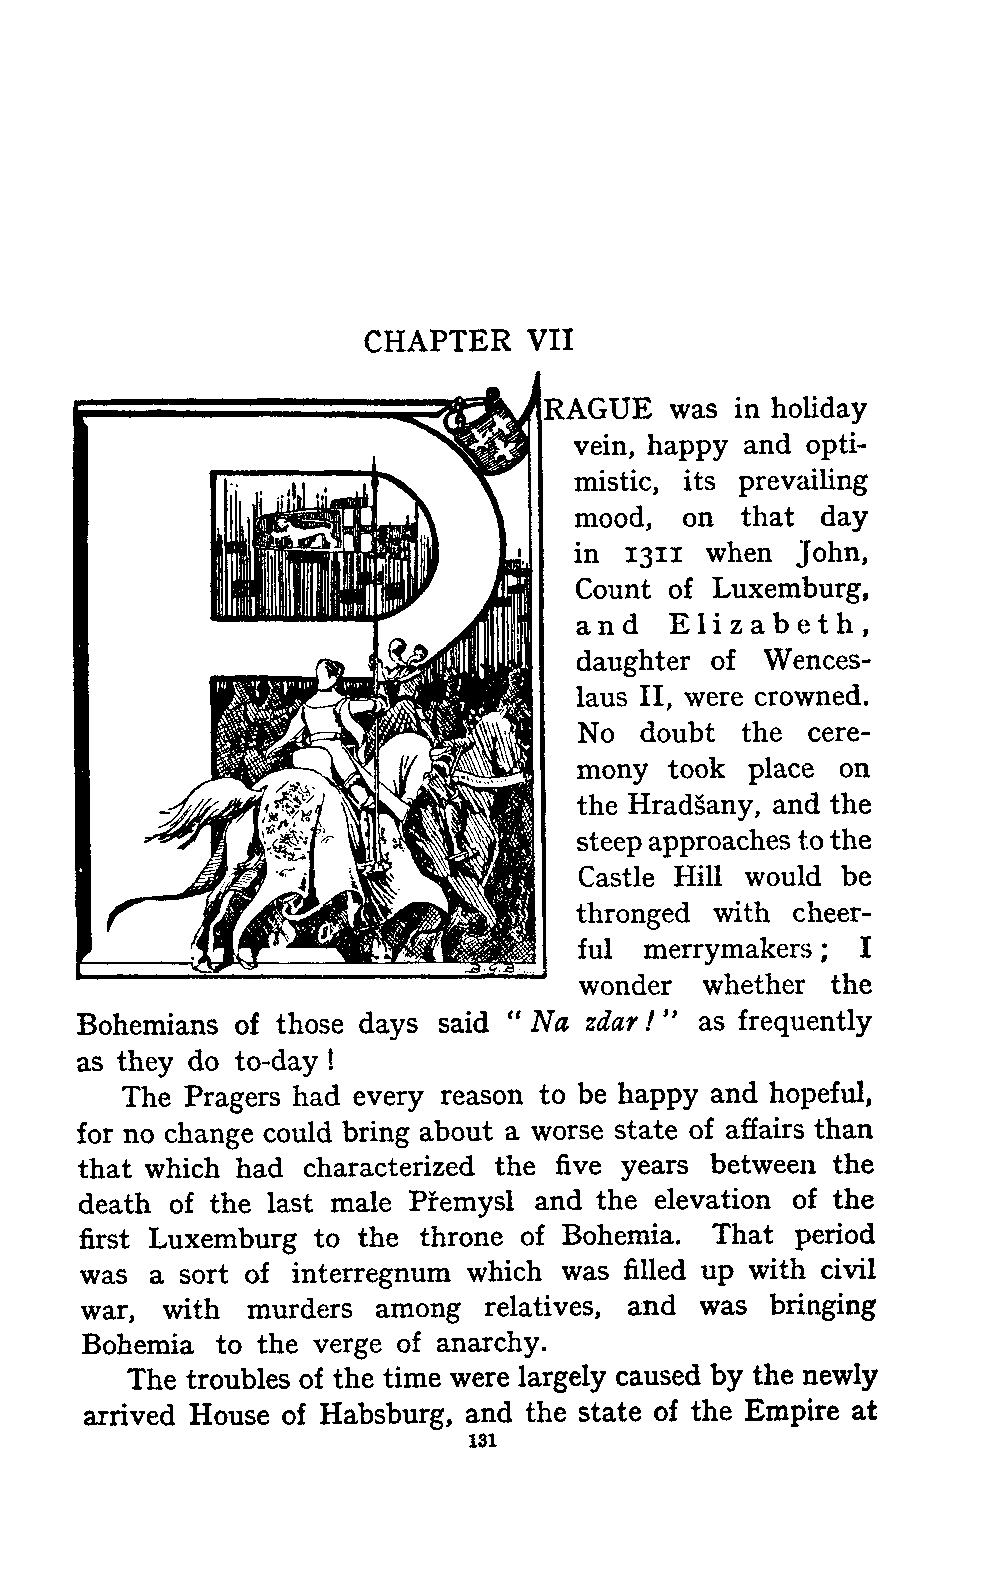 CHAPTER VII
PRAGUE was in holiday
vein, happy and opti-
mistic, its prevailing
mood, on that day
in 1311 when John,
Count of Luxemburg,
and Elizabeth,
daughter of Wences-
laus II, were crowned.
No doubt the cere-
mony took place on
the Hradšany, and the
steep approaches to the
Castle Hill would be
thronged with cheer-
ful merrymakers; I
wonder whether the
Bohemians of those days said "Na zdar!" as frequently
as they do to-day!
The Pragers had every reason to be happy and hopeful,
for no change could bring about a worse state of affairs than
that which had characterized the five years between the
death of the last male Přemysl and the elevation of the
first Luxemburg to the throne of Bohemia. That period
was a sort of interregnum which was filled up with civil
war, with murders among relatives, and was bringing
Bohemia to the verge of anarchy.
The troubles of the time were largely caused by the newly
arrived House of Habsburg, and the state of the Empire at
131